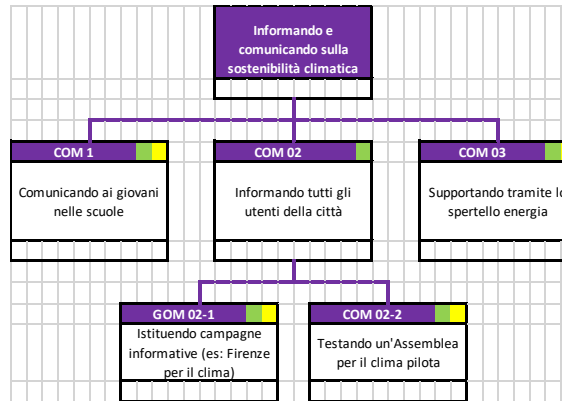 Informando e
comunicando sulla
sostenibilità climatica
COM 1
Comunicando ai giovani
nelle scuole
COM 02
Informando tutti gli
utenti della città
COM 03
Supportando tramite lo
spertello energia
GOM 02-1
Istituendo campagne
informative (es: Firenze
per il clima)
COM 02-2
Testando un'Assemblea
per il clima pilota